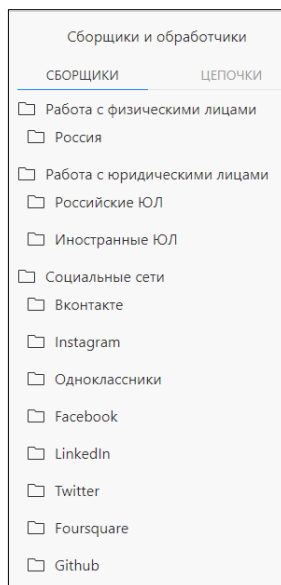 Сборщики и обработчики
СБОРЩИКИ ЦЕПОЧКИ
Работа с физическими лицами
Россия
Работа с юридическими лицами
Российские ЮЛ
Иностранные ЮЛ
Социальные сети
Вконтакте
Instagram
Одноклассники
Facebook
LinkedIn
Twitter
Foursquare
Github